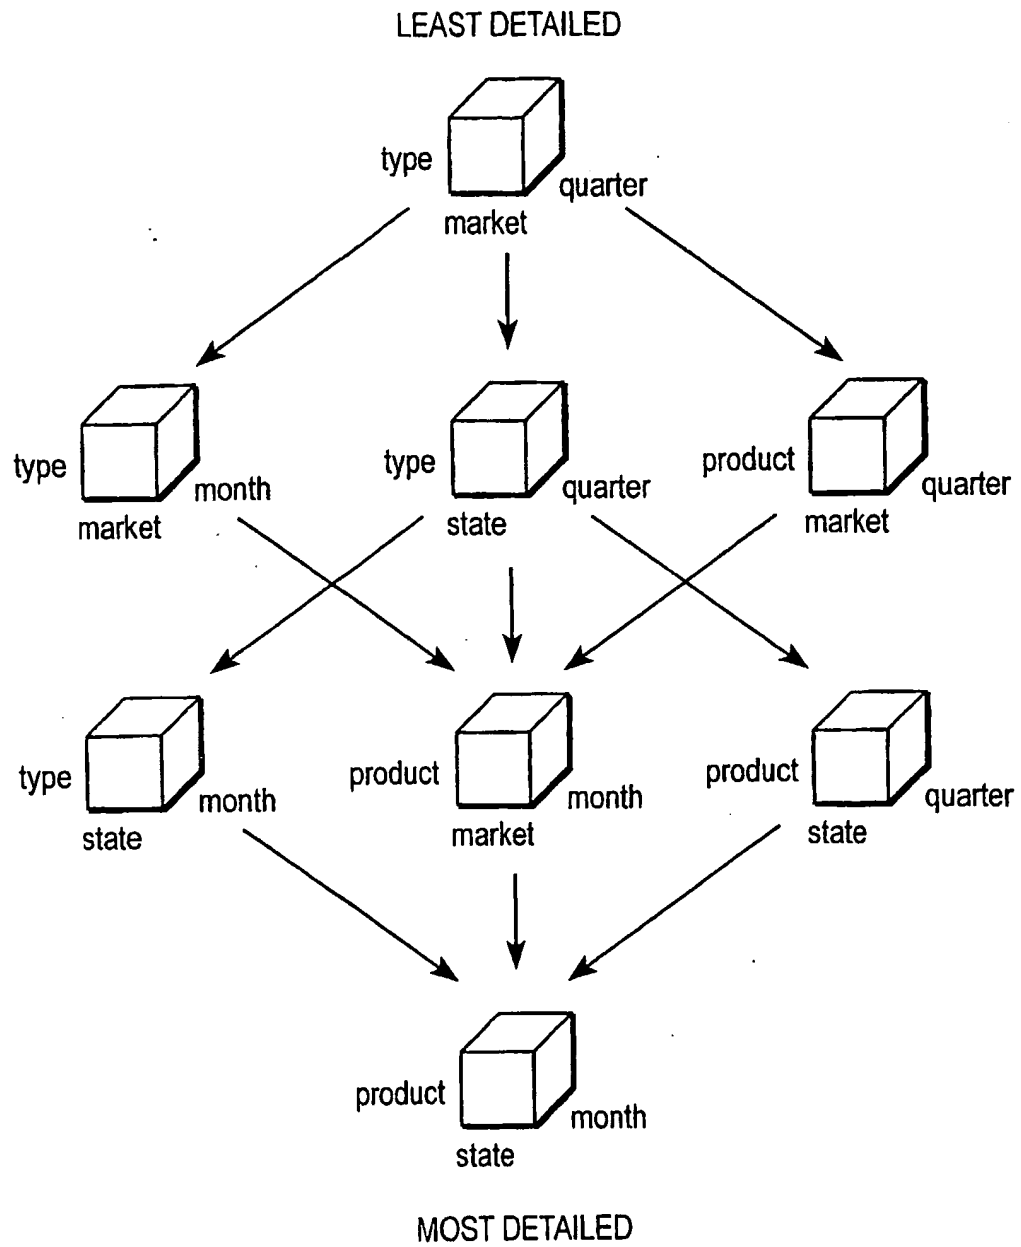 LEAST DETAILED
type
quarter
market
type
month
market
type
quarter
state
product
quarter
market
type
month
state
product
month
market
product
quarter
state
product
month
state
MOST DETAILED